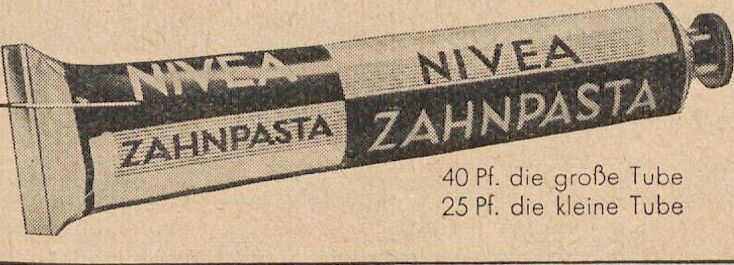 NIVEA NIVEA
ZAHNPASTA ZAHNPASTA
40 Pf. die große Tube
25 Pf. die kleine Tube